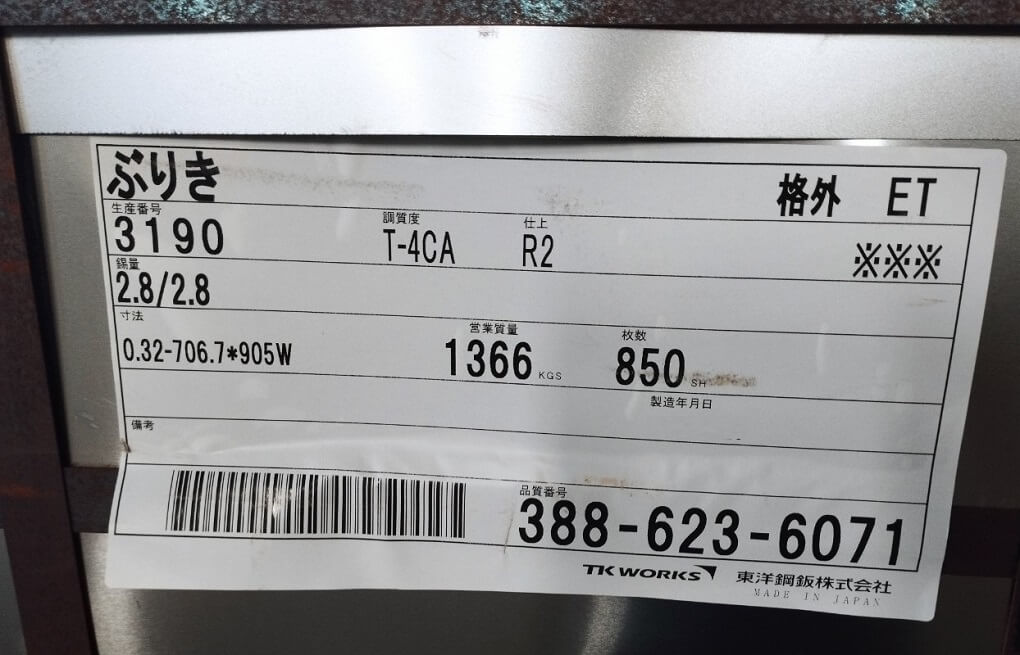 ぶりき 格外 ET
生産番号 調質度 仕上
3190 T-4CA R2 ※※※
錫量
2.8/2.8
寸法 営業質量 枚数
0.32-706.7*905W 1366 KGS 850 SH
製造年月日
備考
品質番号
388-623-6071
TK WORKS 東洋鋼鈑株式会社
MADE IN JAPAN